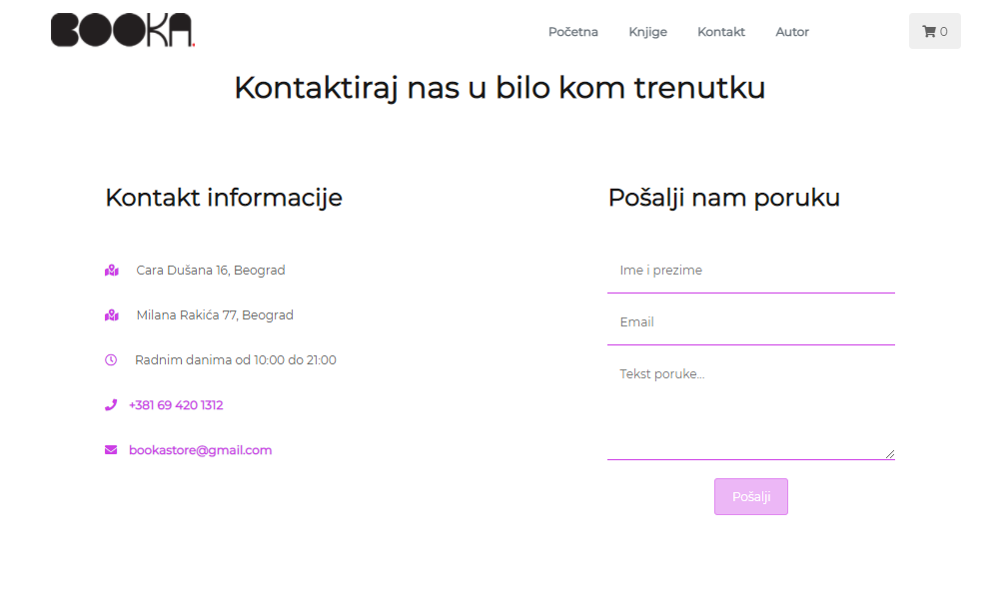 BOOKA.
Početna Knjige Kontakt Autor 0
Kontaktiraj nas u bilo kom trenutku
Kontakt informacije
Cara Dušana 16, Beograd
Milana Rakića 77, Beograd
Radnim danima od 10:00 do 21:00
+381 69 420 1312
bookastore@gmail.com
Pošalji nam poruku
Ime i prezime
Email
Tekst poruke...
Pošalji